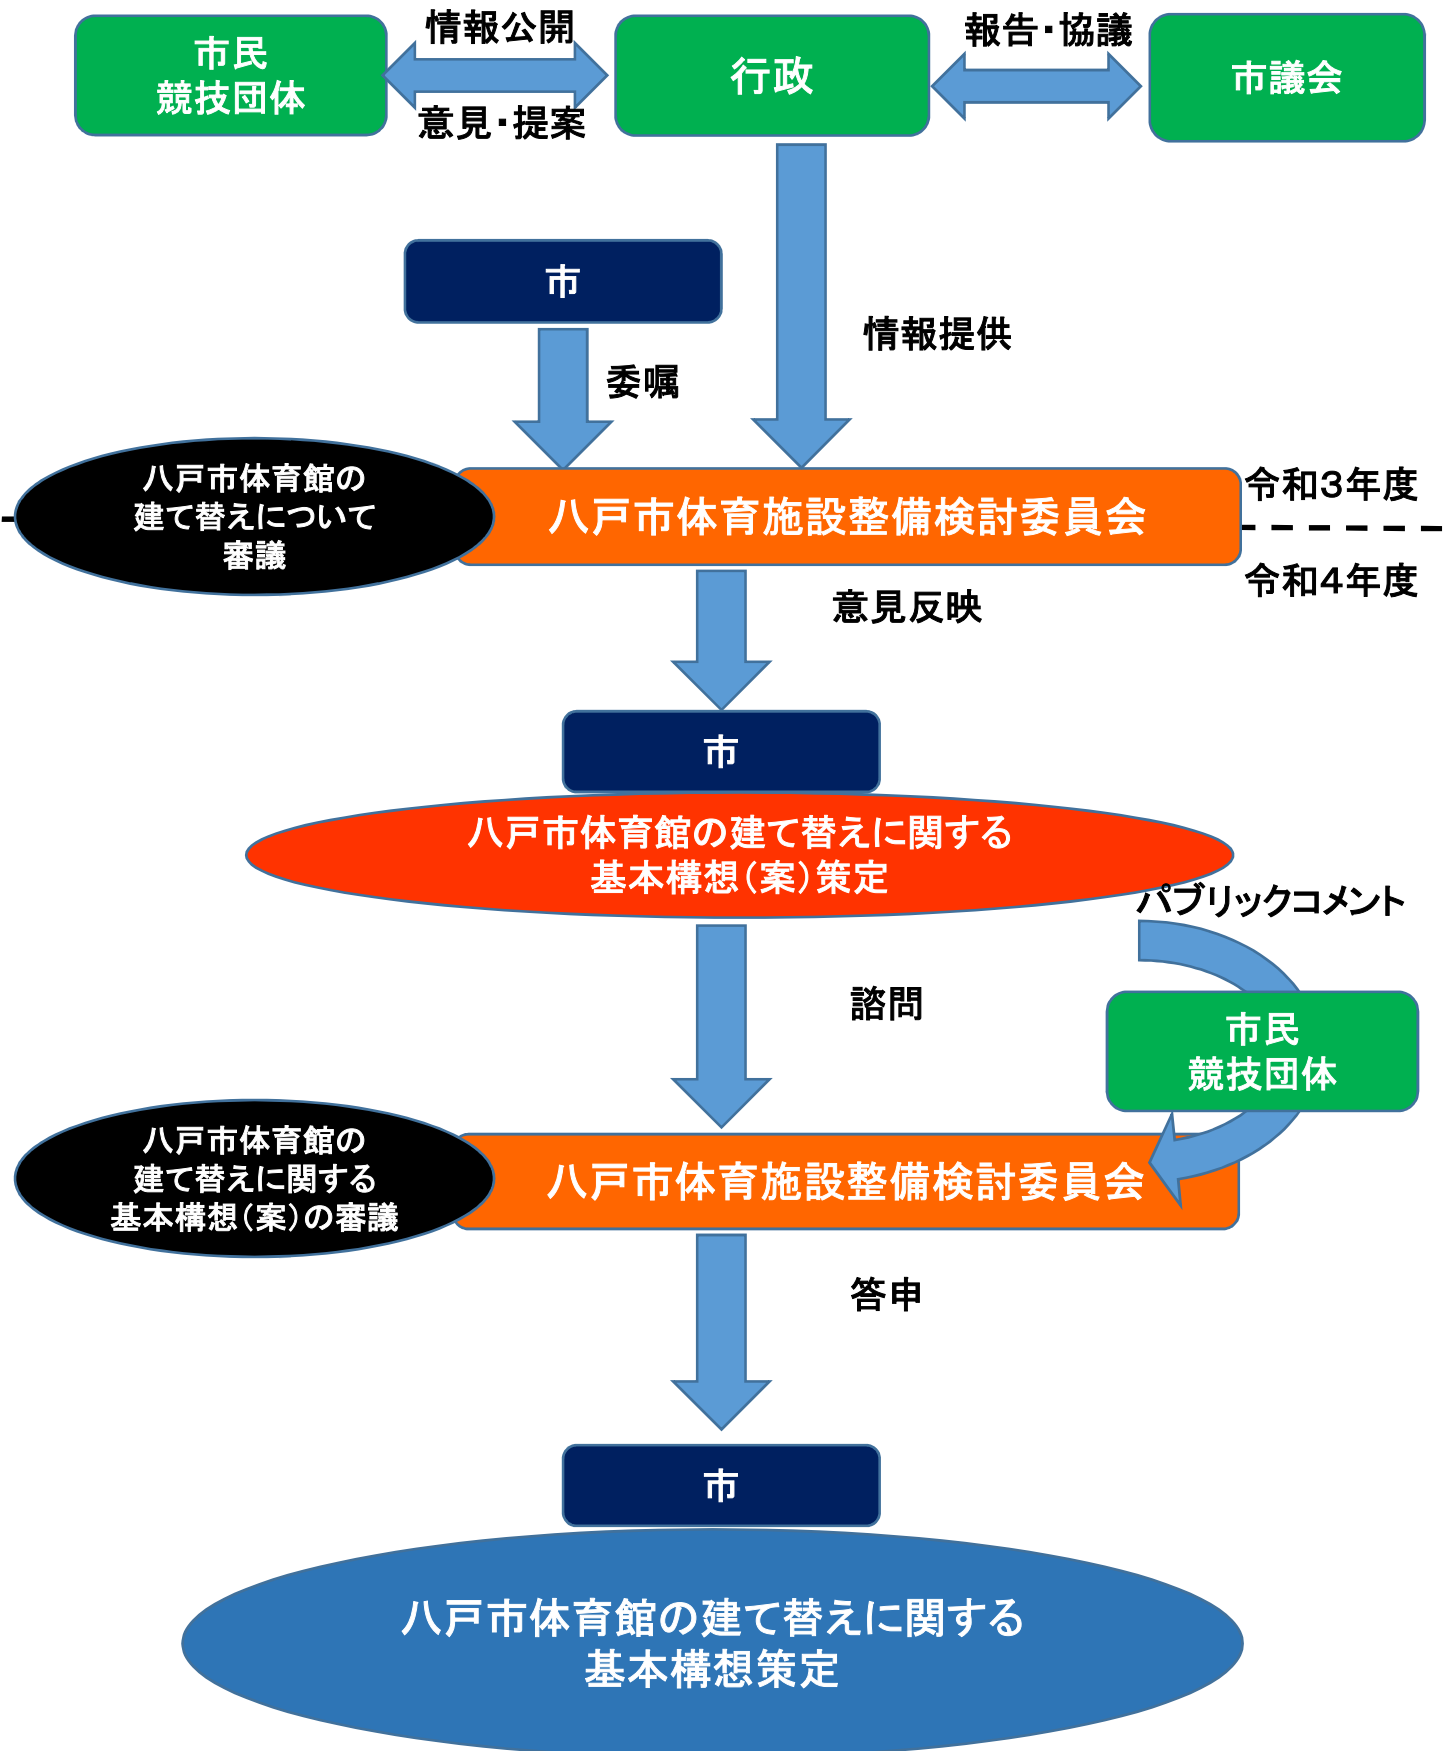 情報公開
報告・協議
市民
競技団体
行政
市議会
意見・提案
市
情報提供
委嘱
八戸市体育館の
建て替えについて
審議
八戸市体育施設整備検討委員会
令和3年度
令和4年度
意見反映
市
八戸市体育館の建て替えに関する
基本構想(案)策定
パブリックコメント
諮問
市民
競技団体
八戸市体育館の
建て替えに関する
基本構想(案)の審議
八戸市体育施設整備検討委員会
答申
市
八戸市体育館の建て替えに関する
基本構想策定